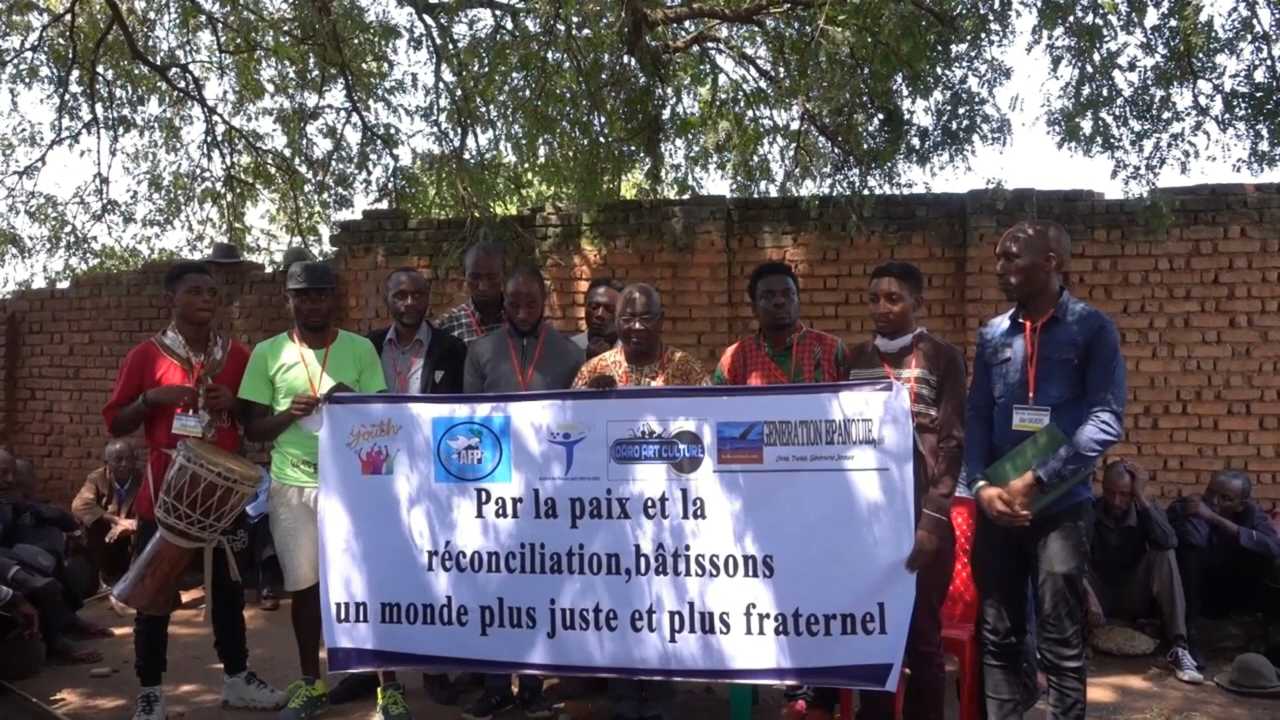 Youth
AFP
DARO ART CULTURE
GENERATION EPANOUIE,
Par la paix et la
réconciliation,bâtissons
un monde plus juste et plus fraternel